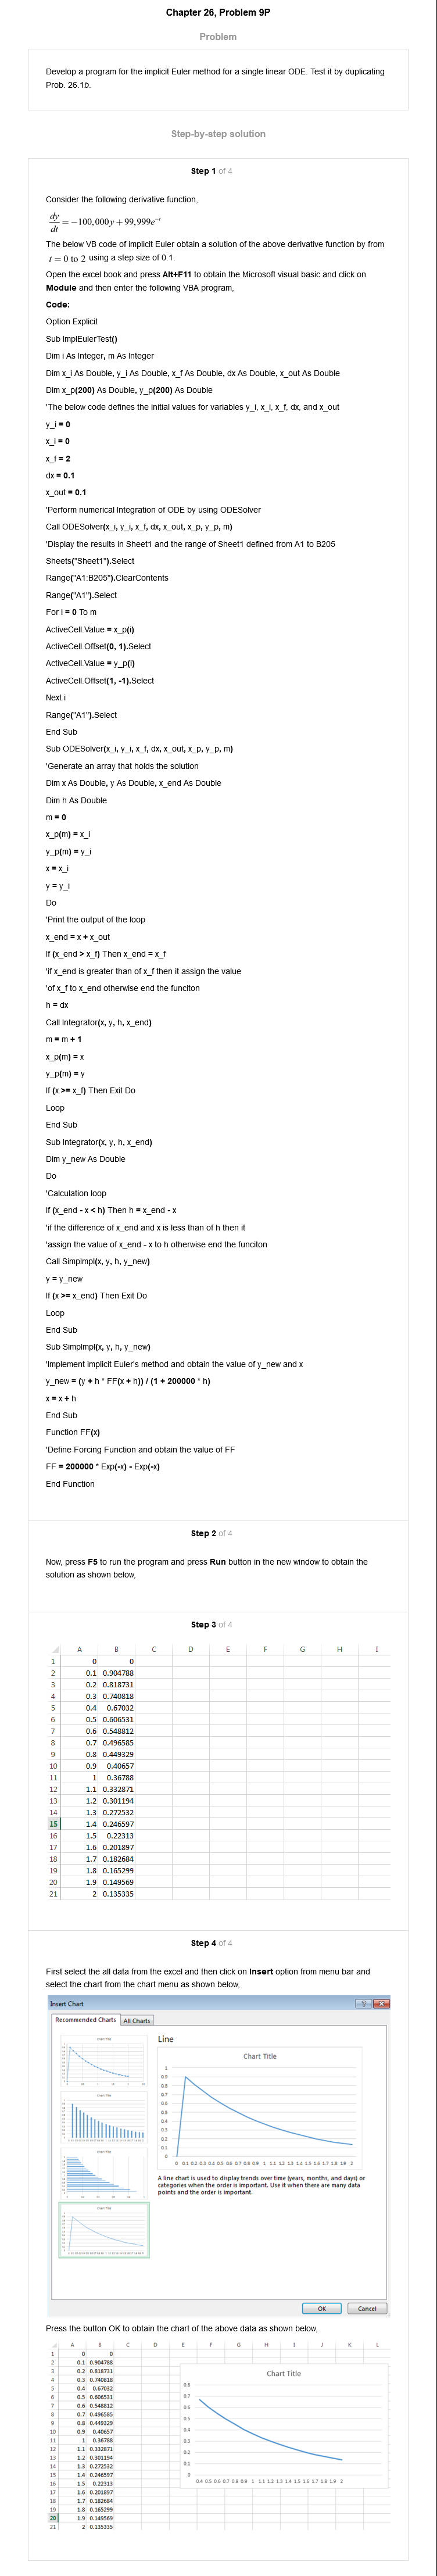 Chapter 26, Problem 9P
Problem
Develop a program for the implicit Euler method for a single linear ODE. Test it by duplicating
Prob. 26.1b.
Step-by-step solution
Step 1 of 4
Consider the following derivative function,
dy/dt = −100,000y + 99,999e^−t
The below VB code of implicit Euler obtain a solution of the above derivative function by from
t = 0 to 2 using a step size of 0.1.
Open the excel book and press Alt+F11 to obtain the Microsoft visual basic and click on
Module and then enter the following VBA program,
Code:
Option Explicit
Sub ImplEulerTest()
Dim i As Integer, m As Integer
Dim x_i As Double, y_i As Double, x_f As Double, dx As Double, x_out As Double
Dim x_p(200) As Double, y_p(200) As Double
'The below code defines the initial values for variables y_i, x_i, x_f, dx, and x_out
y_i = 0
x_i = 0
x_f = 2
dx = 0.1
x_out = 0.1
'Perform numerical Integration of ODE by using ODESolver
Call ODESolver(x_i, y_i, x_f, dx, x_out, x_p, y_p, m)
'Display the results in Sheet1 and the range of Sheet1 defined from A1 to B205
Sheets("Sheet1").Select
Range("A1:B205").ClearContents
Range("A1").Select
For i = 0 To m
ActiveCell.Value = x_p(i)
ActiveCell.Offset(0, 1).Select
ActiveCell.Value = y_p(i)
ActiveCell.Offset(1, -1).Select
Next i
Range("A1").Select
End Sub
Sub ODESolver(x_i, y_i, x_f, dx, x_out, x_p, y_p, m)
'Generate an array that holds the solution
Dim x As Double, y As Double, x_end As Double
Dim h As Double
m = 0
x_p(m) = x_i
y_p(m) = y_i
x = x_i
y = y_i
Do
'Print the output of the loop
x_end = x + x_out
If (x_end > x_f) Then x_end = x_f
'if x_end is greater than of x_f then it assign the value
'of x_f to x_end otherwise end the funciton
h = dx
Call Integrator(x, y, h, x_end)
m = m + 1
x_p(m) = x
y_p(m) = y
If (x >= x_f) Then Exit Do
Loop
End Sub
Sub Integrator(x, y, h, x_end)
Dim y_new As Double
Do
'Calculation loop
If (x_end - x < h) Then h = x_end - x
'if the difference of x_end and x is less than of h then it
'assign the value of x_end - x to h otherwise end the funciton
Call SimpImpl(x, y, h, y_new)
y = y_new
If (x >= x_end) Then Exit Do
Loop
End Sub
Sub SimpImpl(x, y, h, y_new)
'Implement implicit Euler's method and obtain the value of y_new and x
y_new = (y + h * FF(x + h)) / (1 + 200000 * h)
x = x + h
End Sub
Function FF(x)
'Define Forcing Function and obtain the value of FF
FF = 200000 * Exp(-x) - Exp(-x)
End Function
Step 2 of 4
Now, press F5 to run the program and press Run button in the new window to obtain the
solution as shown below,
Step 3 of 4
A B C D E F G H I
1 0 0
2 0.1 0.904788
3 0.2 0.818731
4 0.3 0.740818
5 0.4 0.67032
6 0.5 0.606531
7 0.6 0.548812
8 0.7 0.496585
9 0.8 0.449329
10 0.9 0.40657
11 1 0.36788
12 1.1 0.332871
13 1.2 0.301194
14 1.3 0.272532
15 1.4 0.246597
16 1.5 0.22313
17 1.6 0.201897
18 1.7 0.182684
19 1.8 0.165299
20 1.9 0.149569
21 2 0.135335
Step 4 of 4
First select the all data from the excel and then click on Insert option from menu bar and
select the chart from the chart menu as shown below,
Insert Chart
Recommended Charts All Charts
Line
Chart Title
1
0.9
0.8
0.7
0.6
0.5
0.4
0.3
0.2
0.1
0
0 0.1 0.2 0.3 0.4 0.5 0.6 0.7 0.8 0.9 1 1.1 1.2 1.3 1.4 1.5 1.6 1.7 1.8 1.9 2
A line chart is used to display trends over time (years, months, and days) or
categories when the order is important. Use it when there are many data
points and the order is important.
OK Cancel
Press the button OK to obtain the chart of the above data as shown below,
A B C D E F G H I J K L
1 0 0
2 0.1 0.904788
3 0.2 0.818731
4 0.3 0.740818
5 0.4 0.67032
6 0.5 0.606531
7 0.6 0.548812
8 0.7 0.496585
9 0.8 0.449329
10 0.9 0.40657
11 1 0.36788
12 1.1 0.332871
13 1.2 0.301194
14 1.3 0.272532
15 1.4 0.246597
16 1.5 0.22313
17 1.6 0.201897
18 1.7 0.182684
19 1.8 0.165299
20 1.9 0.149569
21 2 0.135335
Chart Title
0.8
0.7
0.6
0.5
0.4
0.3
0.2
0.1
0
0.4 0.5 0.6 0.7 0.8 0.9 1 1.1 1.2 1.3 1.4 1.5 1.6 1.7 1.8 1.9 2